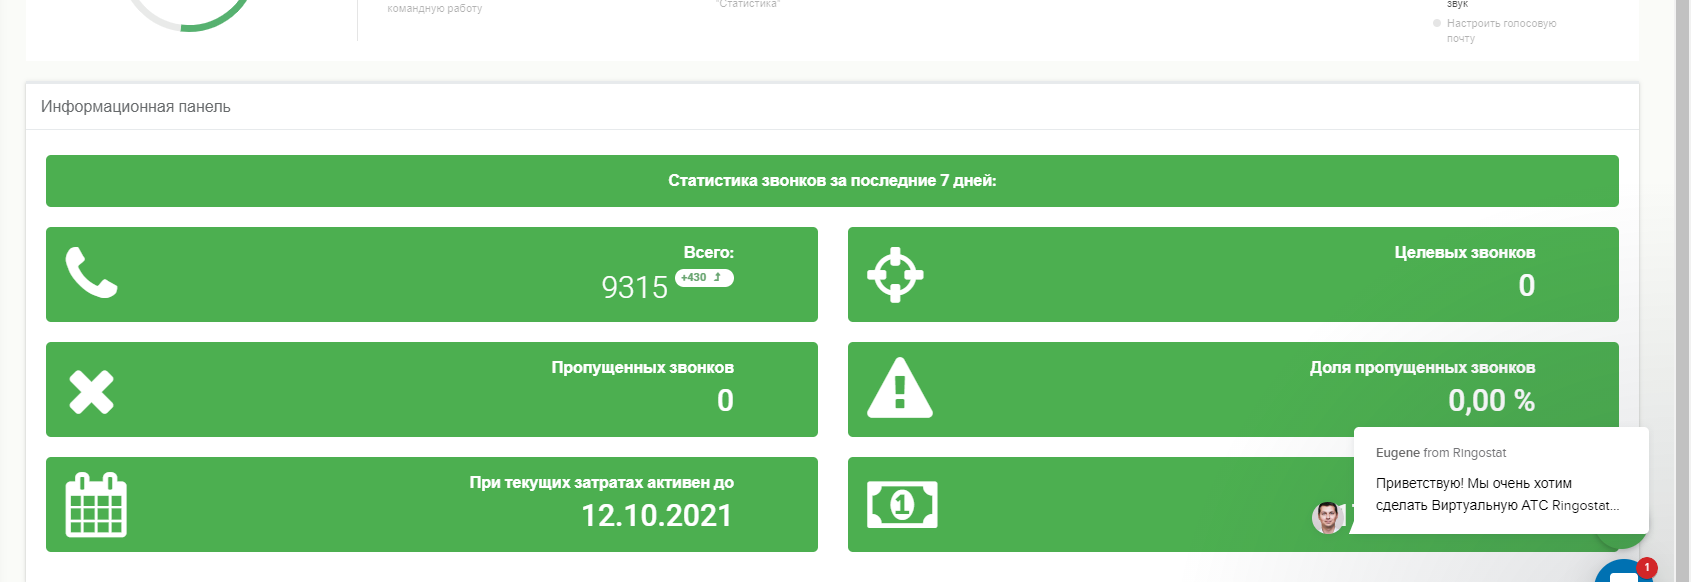 командную работу
"Статистика"
звук
Настроить голосовую
почту
Информационная панель
Статистика звонков за последние 7 дней:
Всего:
9315 +430
Целевых звонков
0
Пропущенных звонков
0
Доля пропущенных звонков
0,00 %
При текущих затратах активен до
12.10.2021
1
Eugene from Ringostat
Приветствую! Мы очень хотим
сделать Виртуальную АТС Ringostat...
1